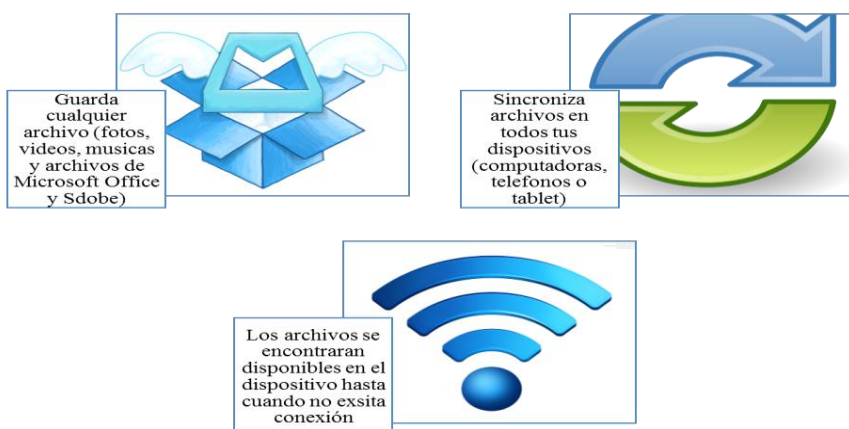 Guarda
cualquier
archivo (fotos,
videos, musicas
y archivos de
Microsoft Office
y Sdobe)
Sincroniza
archivos en
todos tus
dispositivos
(computadoras,
telefonos o
tablet)
Los archivos se
encontraran
disponibles en el
dispositivo hasta
cuando no exsita
conexión